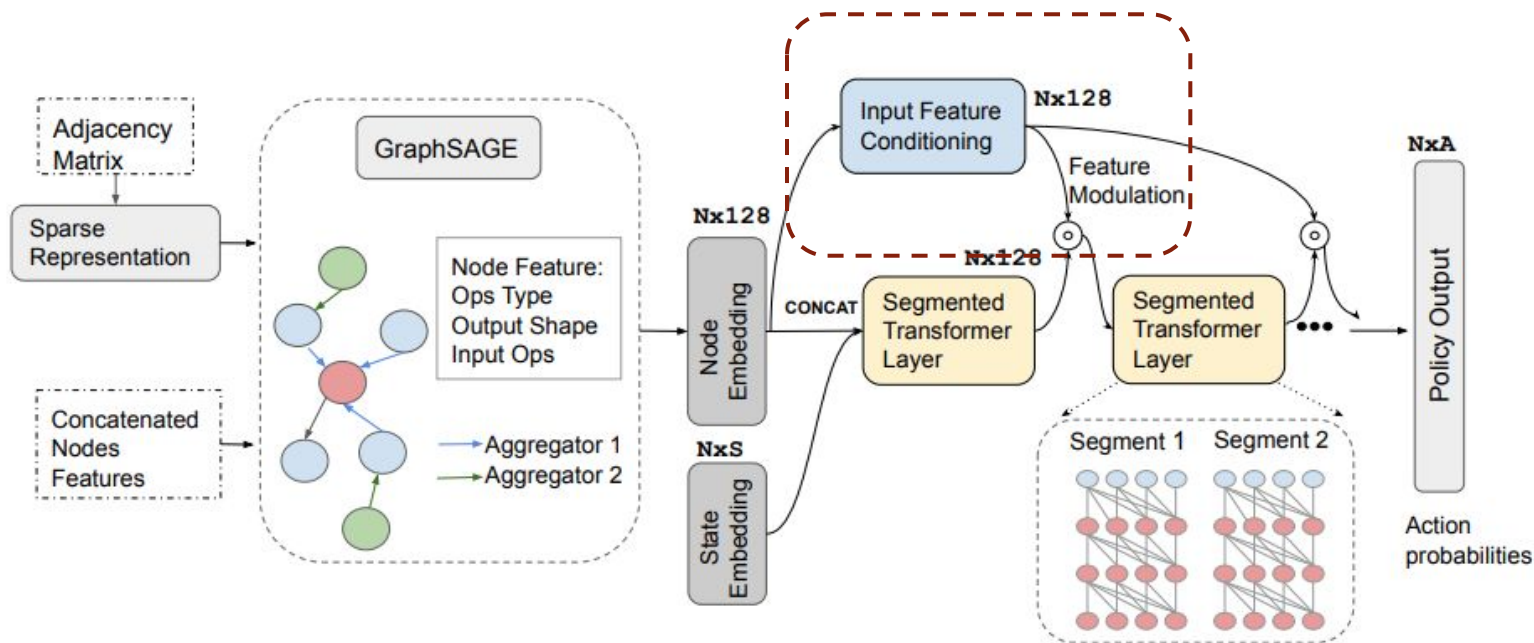 Adjacency
Matrix
Sparse
Representation
Concatenated
Nodes
Features
GraphSAGE
Node Feature:
Ops Type
Output Shape
Input Ops
Aggregator 1
Aggregator 2
Nx128
Node
Embedding
NxS
State
Embedding
CONCAT
Input Feature
Conditioning
Nx128
Feature
Modulation
Nx128
Segmented
Transformer
Layer
Segmented
Transformer
Layer
Segment 1
Segment 2
NxA
Policy Output
Action
probabilities